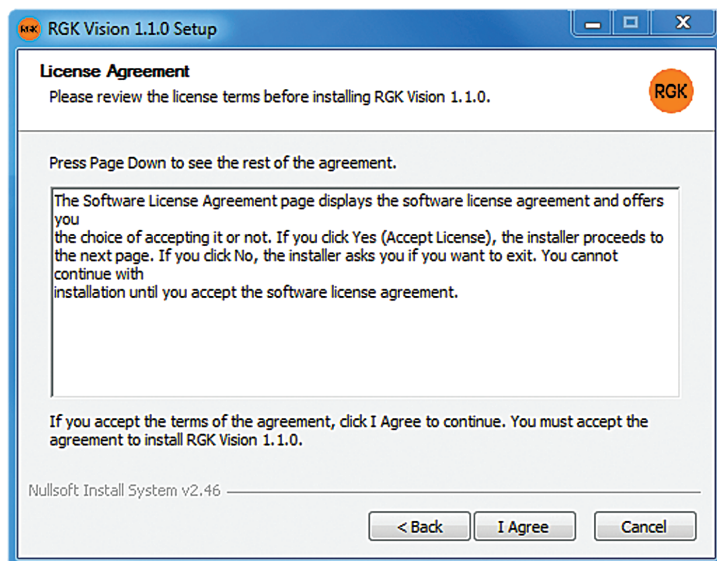 RGK RGK Vision 1.1.0 Setup
License Agreement
Please review the license terms before installing RGK Vision 1.1.0.
RGK
Press Page Down to see the rest of the agreement.
The Software License Agreement page displays the software license agreement and offers
you
the choice of accepting it or not. If you click Yes (Accept License), the installer proceeds to
the next page. If you click No, the installer asks you if you want to exit. You cannot
continue with
installation until you accept the software license agreement.
If you accept the terms of the agreement, click I Agree to continue. You must accept the
agreement to install RGK Vision 1.1.0.
Nullsoft Install System v2.46
< Back I Agree Cancel